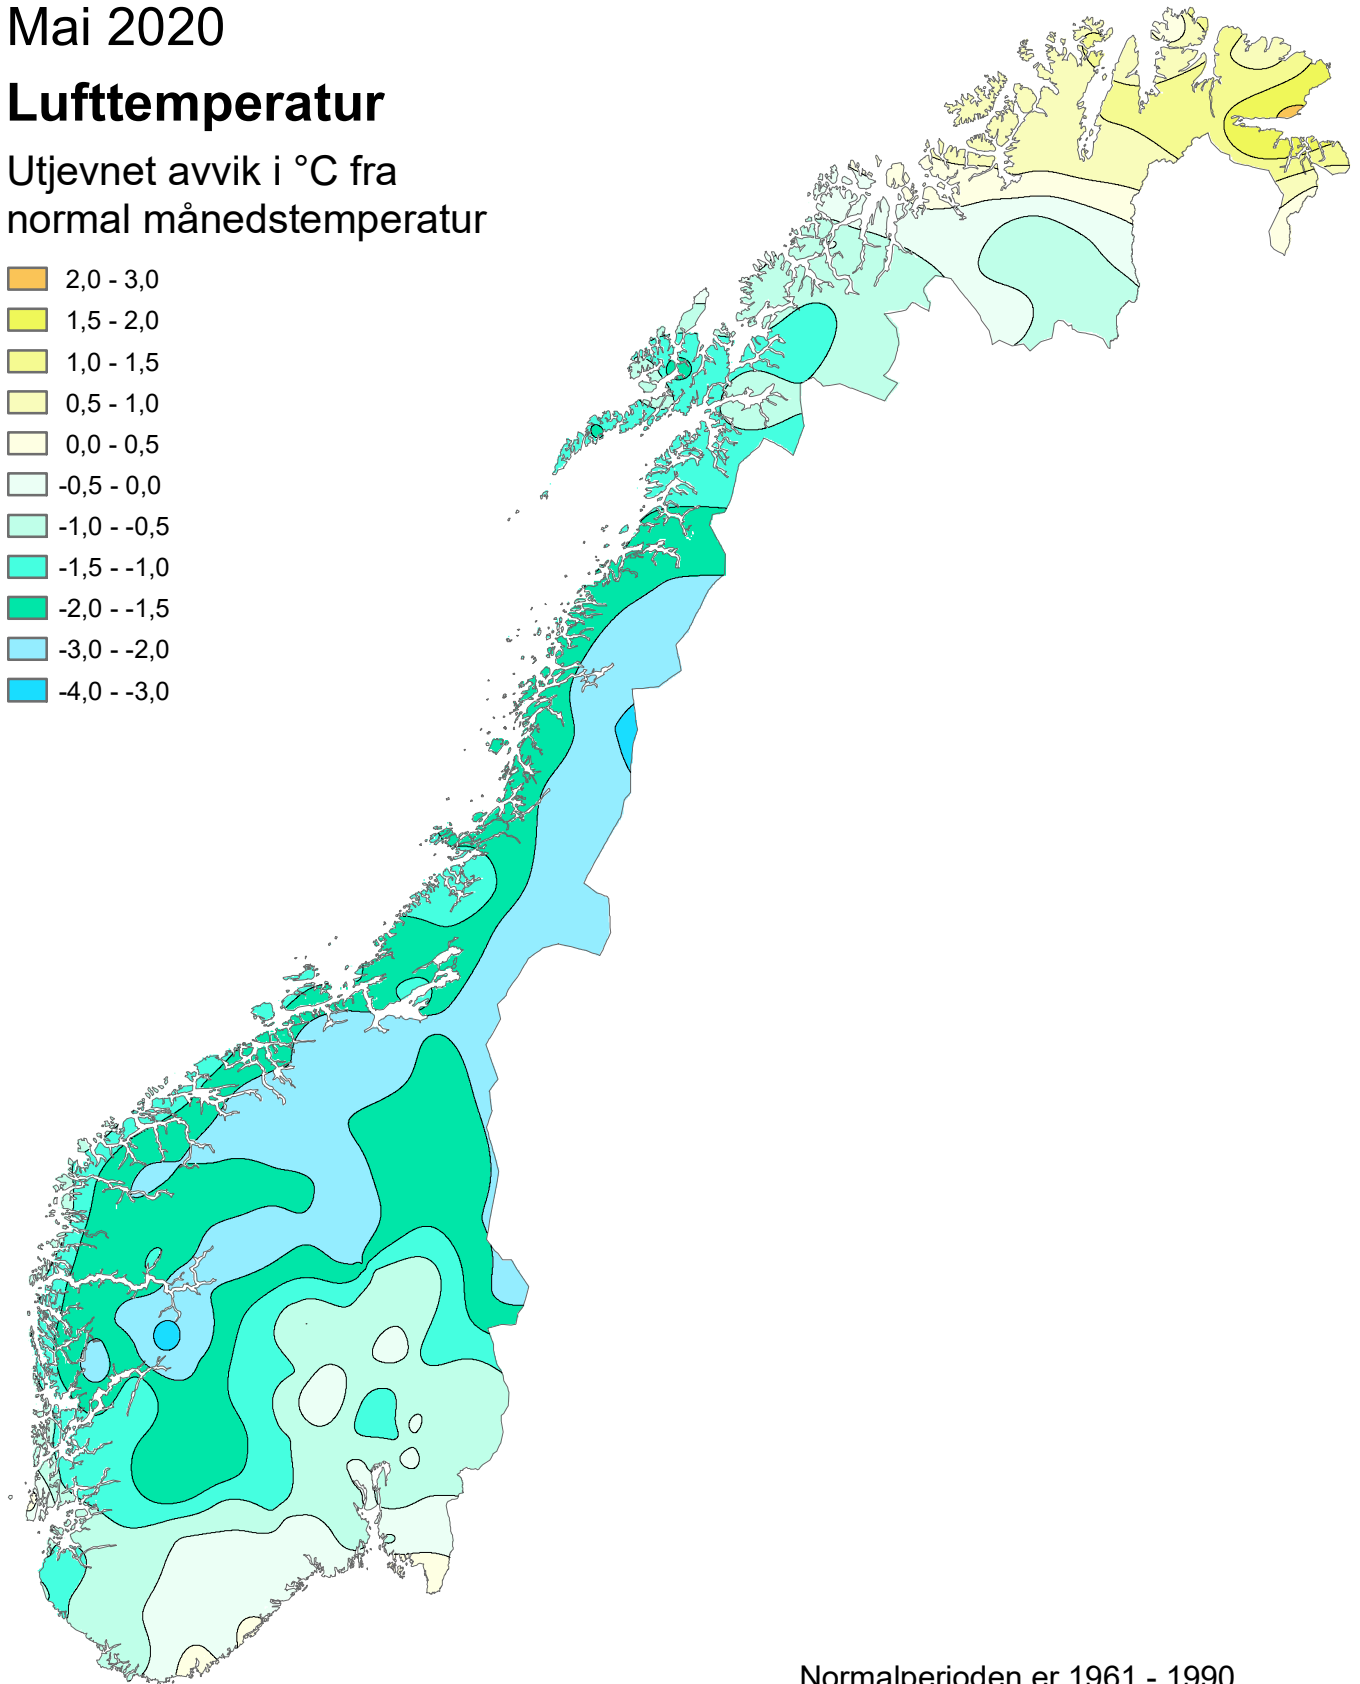 Mai 2020
Lufttemperatur
Utjevnet avvik i °C fra
normal månedstemperatur
2,0 - 3,0
1,5 - 2,0
1,0 - 1,5
0,5 - 1,0
0,0 - 0,5
-0,5 - 0,0
-1,0 - -0,5
-1,5 - -1,0
-2,0 - -1,5
-3,0 - -2,0
-4,0 - -3,0
Normalperioden er 1961 - 1990